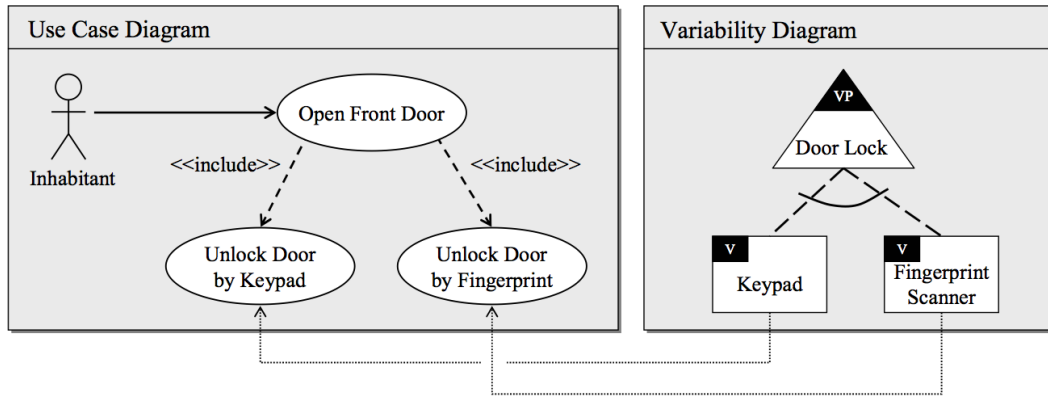 Use Case Diagram
Open Front Door
<<include>>
<<include>>
Inhabitant
Unlock Door
by Keypad
Unlock Door
by Fingerprint
Variability Diagram
VP
Door Lock
V
Keypad
V
Fingerprint
Scanner